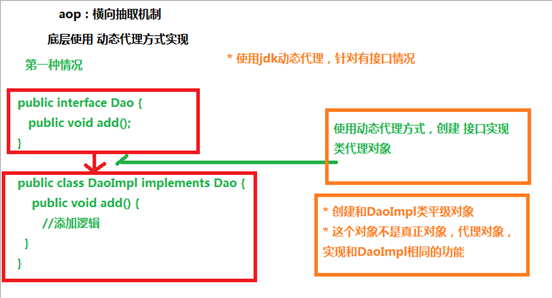 aop：横向抽取机制
底层使用 动态代理方式实现
第一种情况
* 使用jdk动态代理，针对有接口情况
public interface Dao {
public void add();
}
使用动态代理方式，创建 接口实现
类代理对象
public class DaoImpl implements Dao {
public void add() {
//添加逻辑
}
}
* 创建和DaoImpl类平级对象
* 这个对象不是真正对象，代理对象，
实现和DaoImpl相同的功能